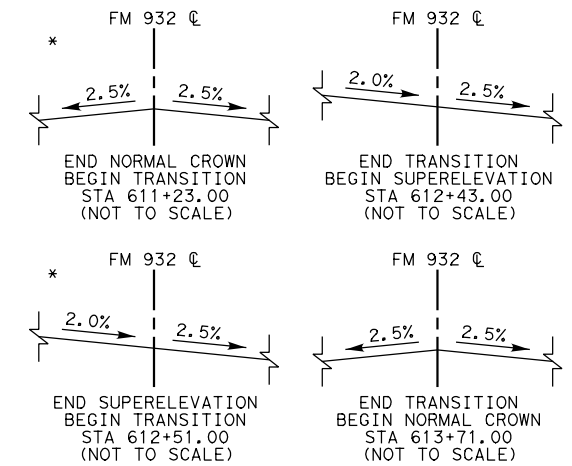 FM 932 ℄
*
2.5% 2.5%
END NORMAL CROWN
BEGIN TRANSITION
STA 611+23.00
(NOT TO SCALE)
FM 932 ℄
2.0% 2.5%
END TRANSITION
BEGIN SUPERELEVATION
STA 612+43.00
(NOT TO SCALE)
FM 932 ℄
*
2.0% 2.5%
END SUPERELEVATION
BEGIN TRANSITION
STA 612+51.00
(NOT TO SCALE)
FM 932 ℄
2.5% 2.5%
END TRANSITION
BEGIN NORMAL CROWN
STA 613+71.00
(NOT TO SCALE)